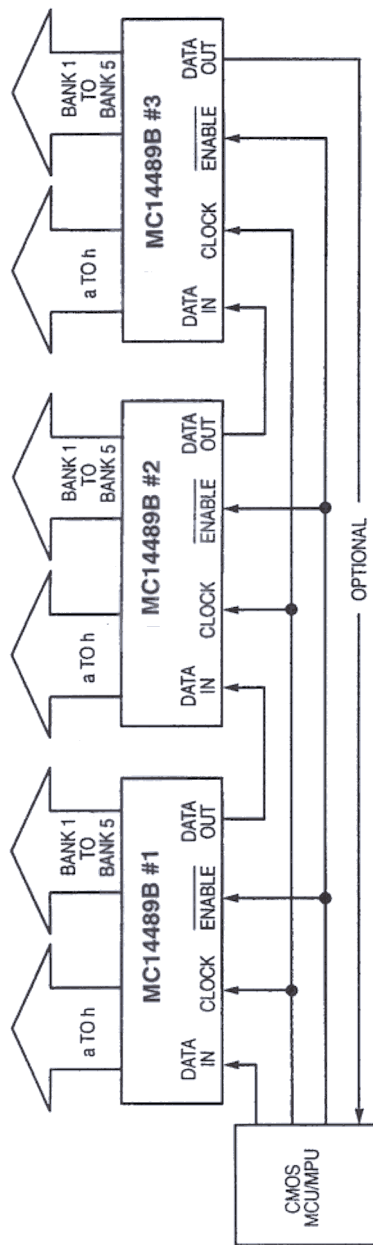 BANK 1
TO
BANK 5
a TO h
MC14489B #1
DATA
IN
CLOCK
ENABLE
DATA
OUT
a TO h
BANK 1
TO
BANK 5
MC14489B #2
DATA
IN
CLOCK
ENABLE
DATA
OUT
a TO h
BANK 1
TO
BANK 5
MC14489B #3
DATA
IN
CLOCK
ENABLE
DATA
OUT
CMOS
MCU/MPU
OPTIONAL